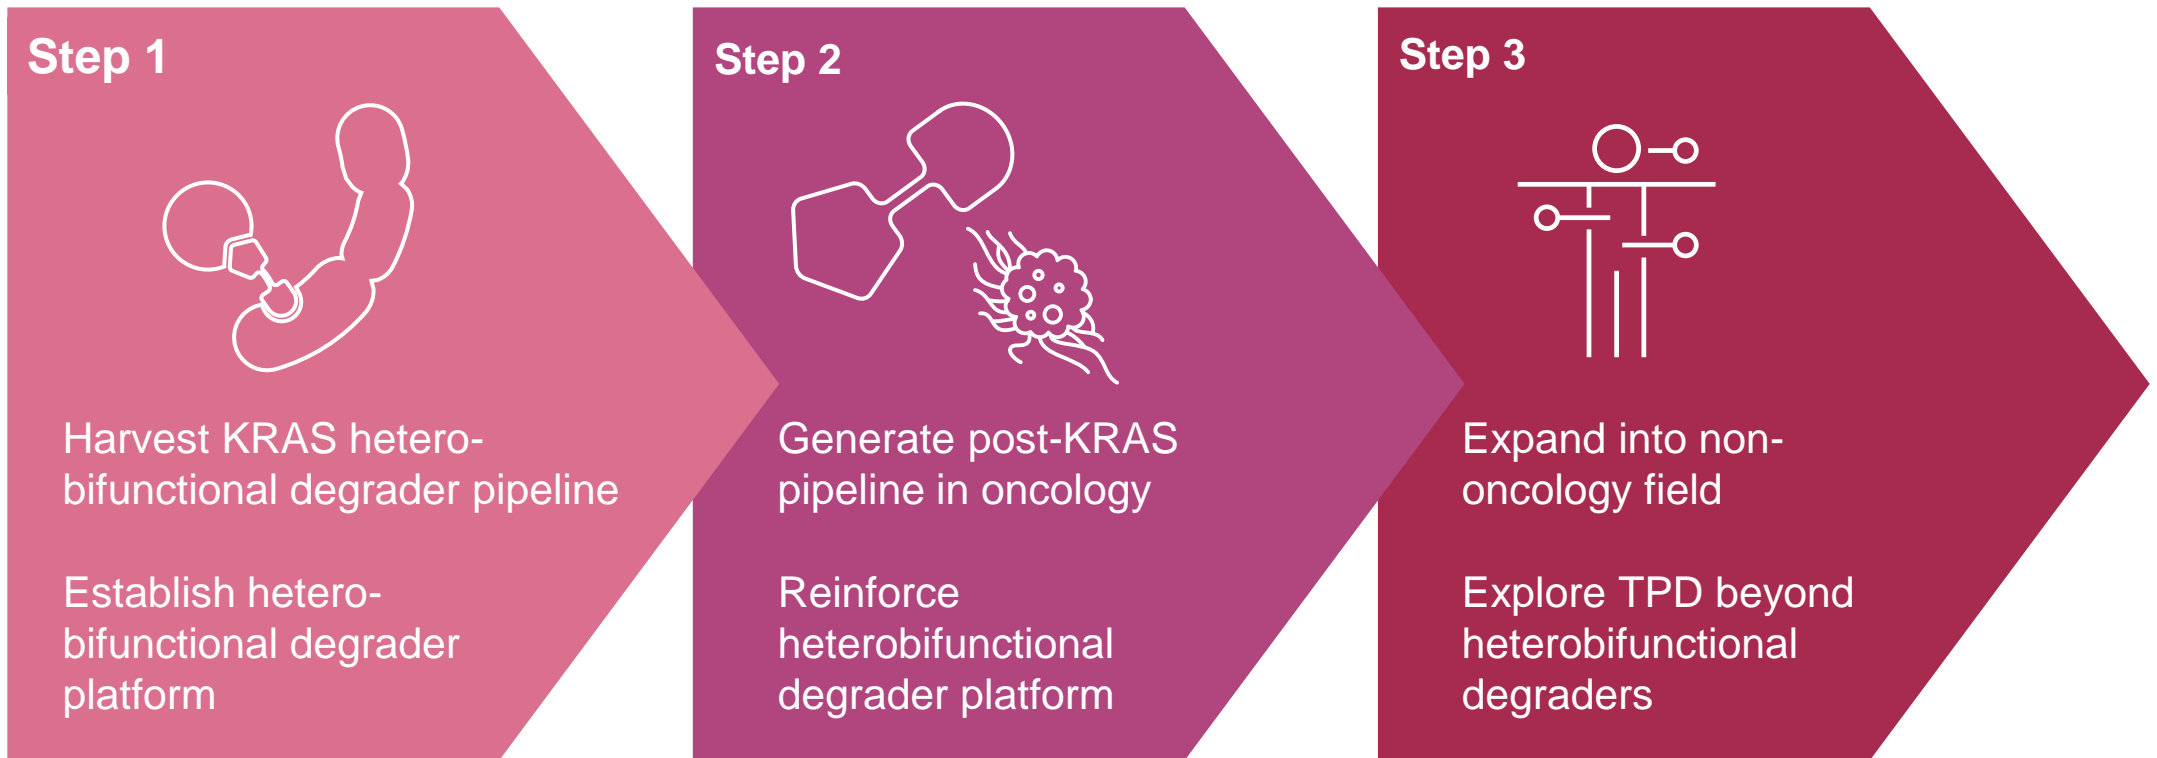 Step 1
Harvest KRAS hetero-
bifunctional degrader pipeline
Establish hetero-
bifunctional degrader
platform
Step 2
Generate post-KRAS
pipeline in oncology
Reinforce
heterobifunctional
degrader platform
Step 3
Expand into non-
oncology field
Explore TPD beyond
heterobifunctional
degraders